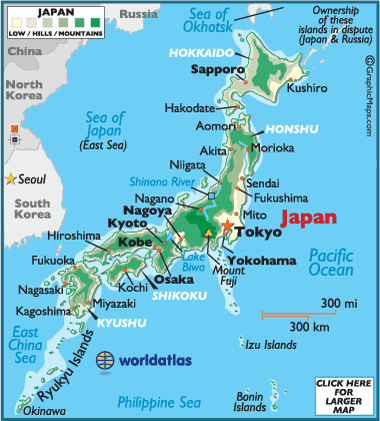 JAPAN
LOW / HILLS / MOUNTAINS
Russia
Sea of
Okhotsk
Ownership
of these
islands in dispute
(Japan & Russia)
China
HOKKAIDO
Sapporo
Kushiro
©GraphicMaps.com
North
Korea
Hakodate
Sea of
Japan
(East Sea)
Aomori
HONSHU
Akita
Morioka
Niigata
Seoul
Shinano River
Sendai
Fukushima
South
Korea
Nagano
Nagoya
Mito
Japan
Kyoto
Tokyo
Hiroshima
Kobe
Lake
Biwa
Yokohama
Pacific
Ocean
Fukuoka
Osaka
Mount
Fuji
Nagasaki
Kochi
SHIKOKU
Miyazaki
Kagoshima
KYUSHU
300 mi
300 km
East
China
Sea
Ryukyu Islands
Izu Islands
worldatlas
Okinawa
Philippine Sea
Bonin
Islands
CLICK HERE
FOR
LARGER
MAP